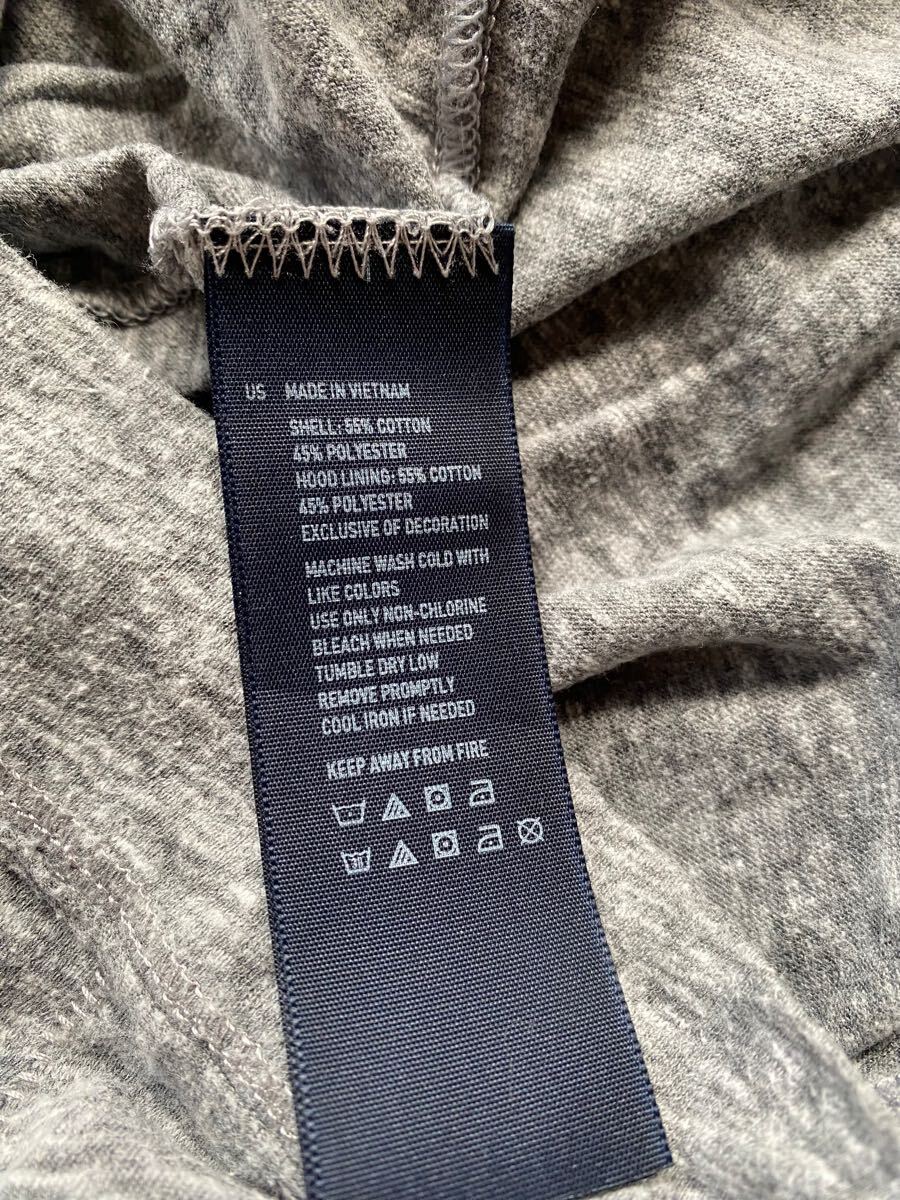 US MADE IN VIETNAM
SHELL: 55% COTTON
45% POLYESTER
HOOD LINING: 55% COTTON
45% POLYESTER
EXCLUSIVE OF DECORATION
MACHINE WASH COLD WITH
LIKE COLORS
USE ONLY NON-CHLORINE
BLEACH WHEN NEEDED
TUMBLE DRY LOW
REMOVE PROMPTLY
COOL IRON IF NEEDED
KEEP AWAY FROM FIRE
30